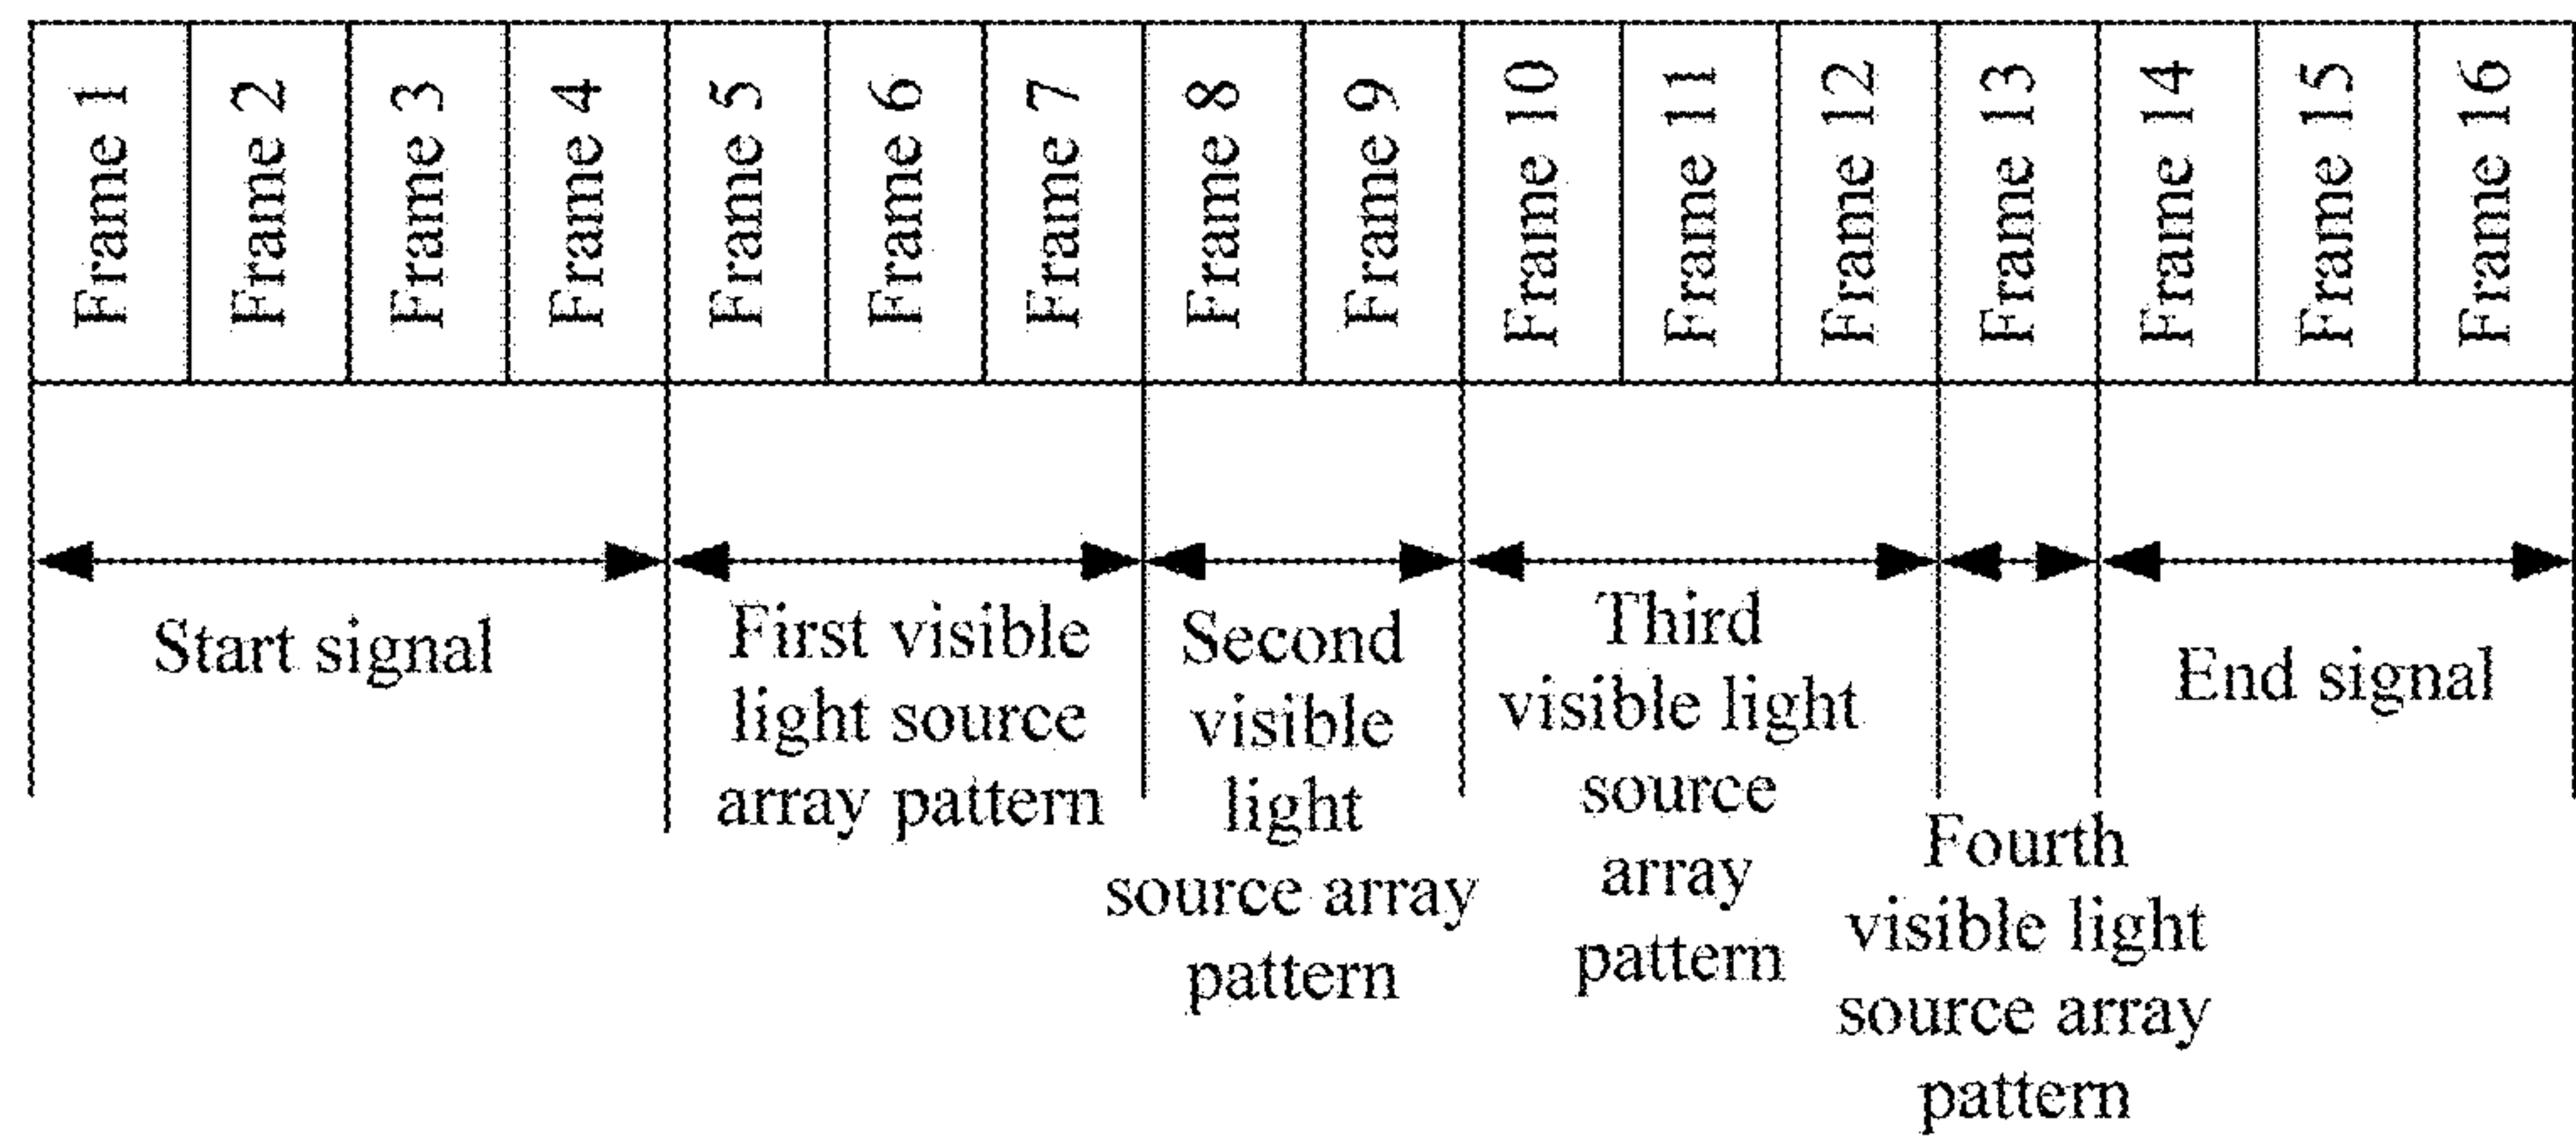 Frame 1
Frame 2
Frame 3
Frame 4
Frame 5
Frame 6
Frame 7
Frame 8
Frame 9
Frame 10
Frame 11
Frame 12
Frame 13
Frame 14
Frame 15
Frame 16
Start signal
First visible
light source
array pattern
Second
visible
light
source array
pattern
Third
visible light
source
array
pattern
Fourth
visible light
source array
pattern
End signal